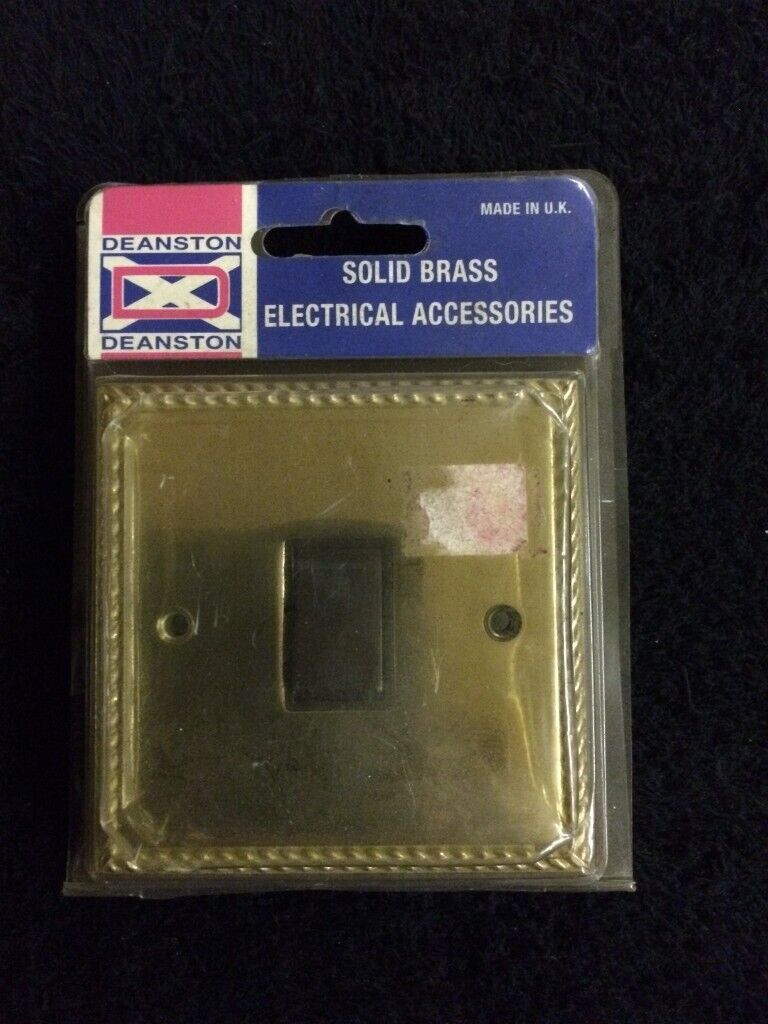 DEANSTON
D
DEANSTON
MADE IN U.K.
SOLID BRASS
ELECTRICAL ACCESSORIES